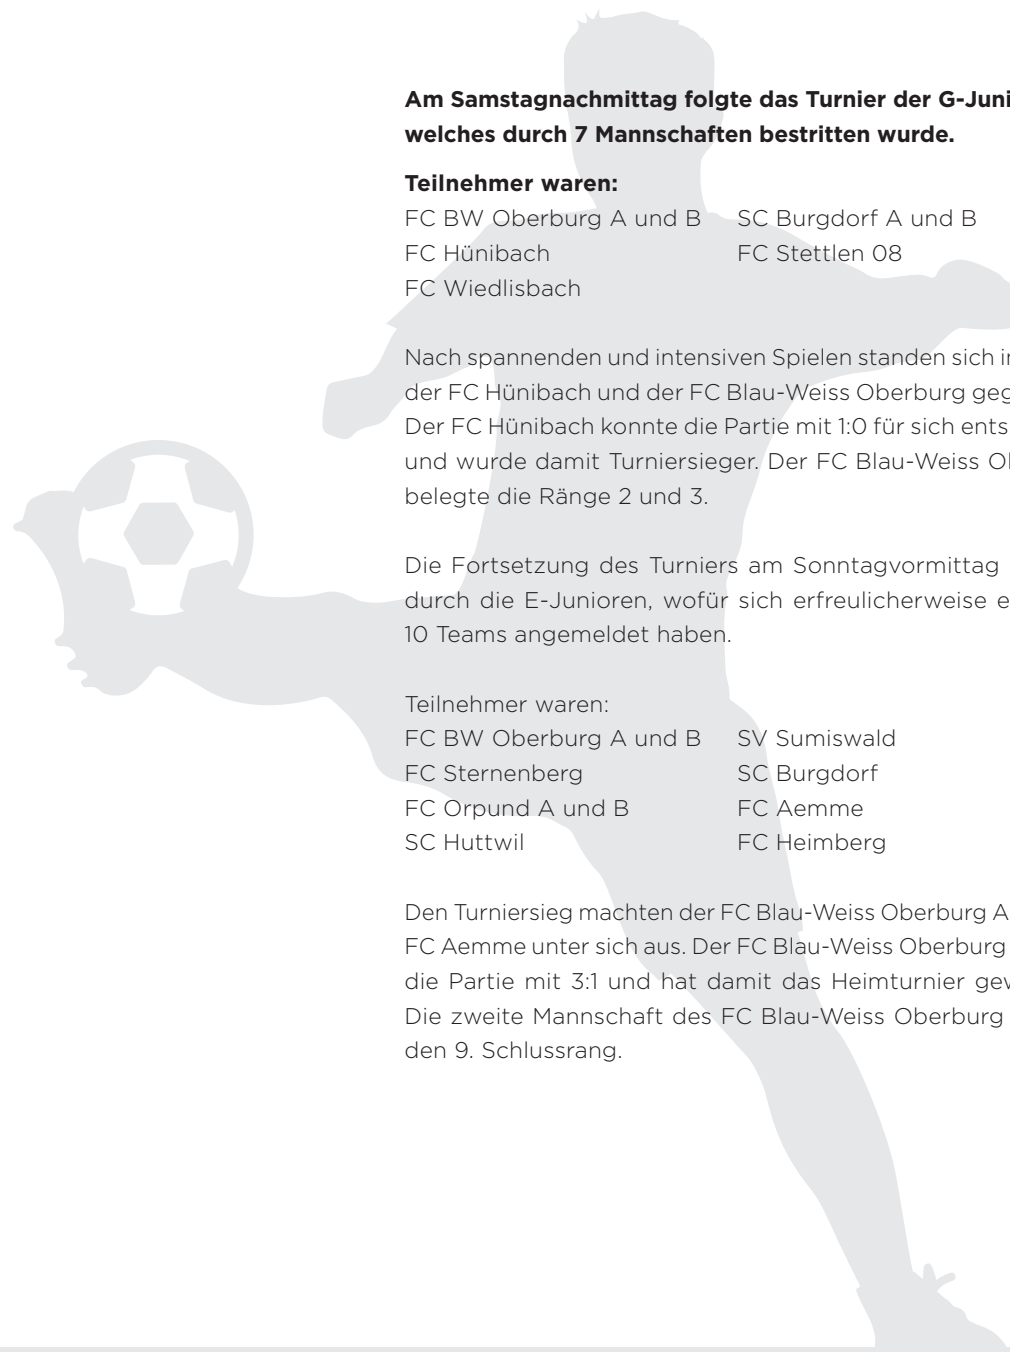 Am Samstagnachmittag folgte das Turnier der G-Juni
welches durch 7 Mannschaften bestritten wurde.
Teilnehmer waren:
FC BW Oberburg A und B SC Burgdorf A und B
FC Hünibach FC Stettlen 08
FC Wiedlisbach
Nach spannenden und intensiven Spielen standen sich
der FC Hünibach und der FC Blau-Weiss Oberburg geg
Der FC Hünibach konnte die Partie mit 1:0 für sich ents
und wurde damit Turniersieger. Der FC Blau-Weiss
belegte die Ränge 2 und 3.
Die Fortsetzung des Turniers am Sonntagvormittag
durch die E-Junioren, wofür sich erfreulicherweise e
10 Teams angemeldet haben.
Teilnehmer waren:
FC BW Oberburg A und B SV Sumiswald
FC Sternenberg SC Burgdorf
FC Orpund A und B FC Aemme
SC Huttwil FC Heimberg
Den Turniersieg machten der FC Blau-Weiss Oberburg A
FC Aemme unter sich aus. Der FC Blau-Weiss Oberburg
die Partie mit 3:1 und hat damit das Heimturnier gew
Die zweite Mannschaft des FC Blau-Weiss Oberburg
den 9. Schlussrang.